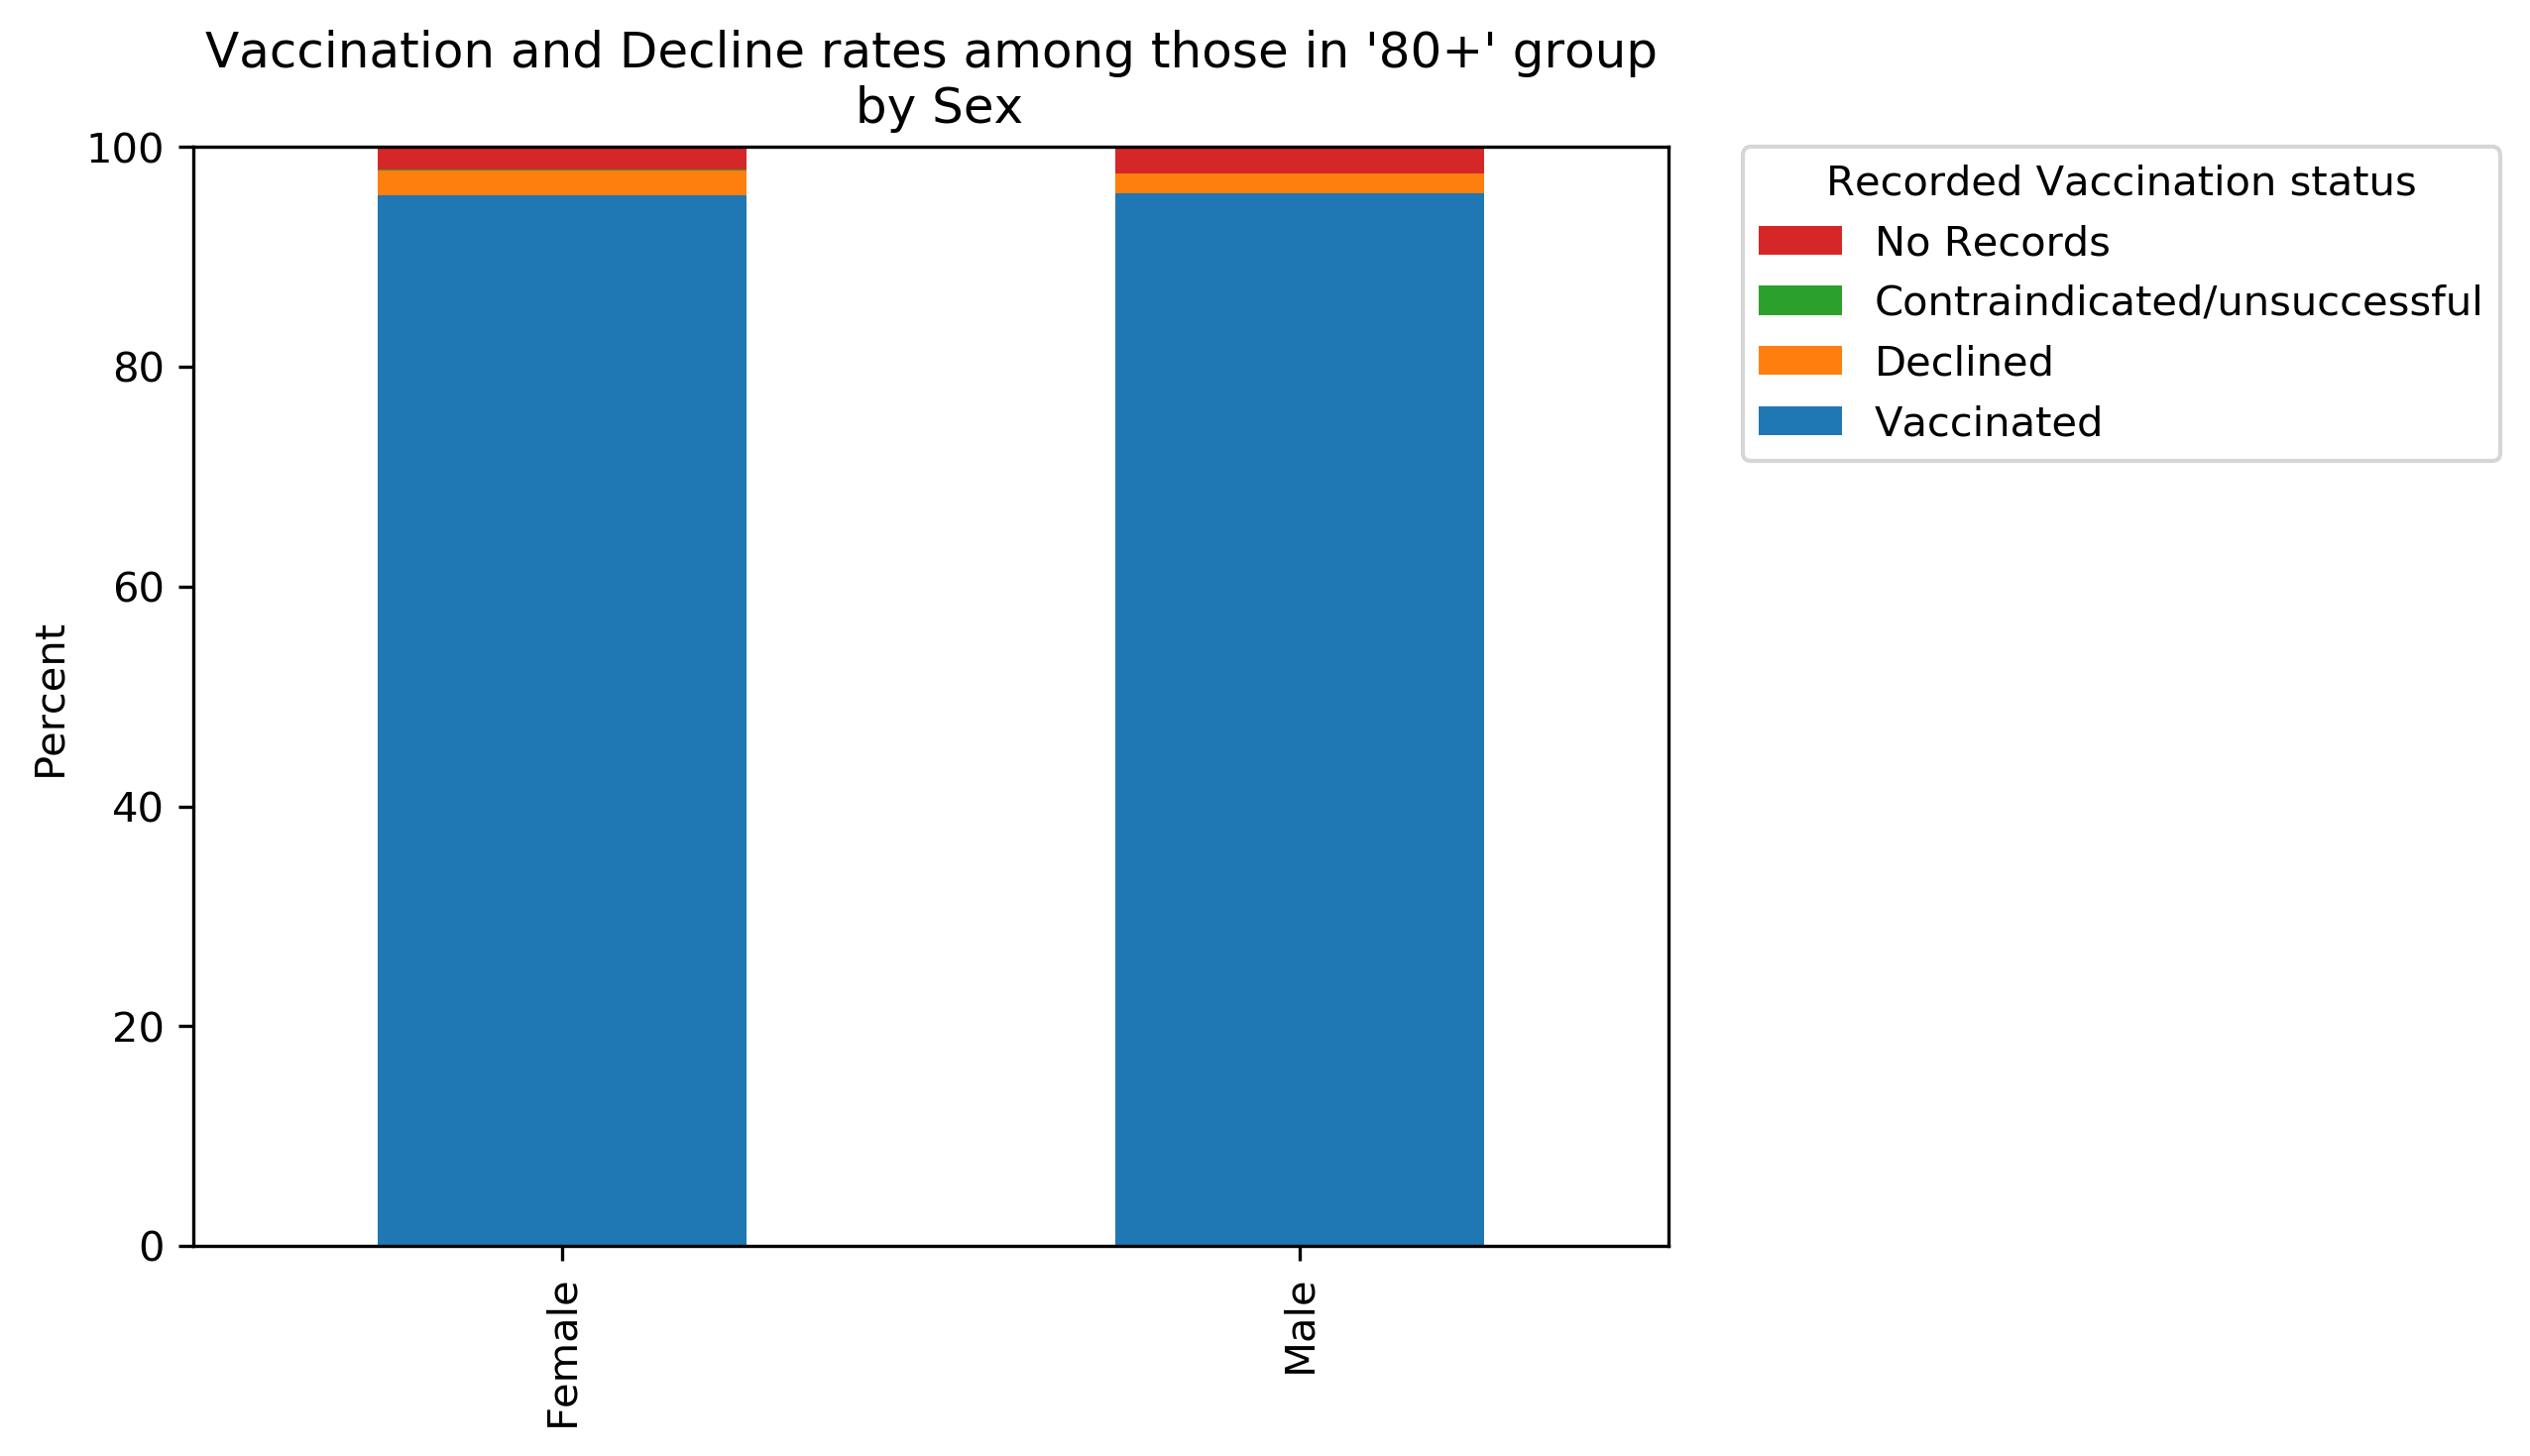 Vaccination and Decline rates among those in '80+' group
by Sex
100
80
60
40
20
0
Percent
Female
Male
Recorded Vaccination status
No Records
Contraindicated/unsuccessful
Declined
Vaccinated